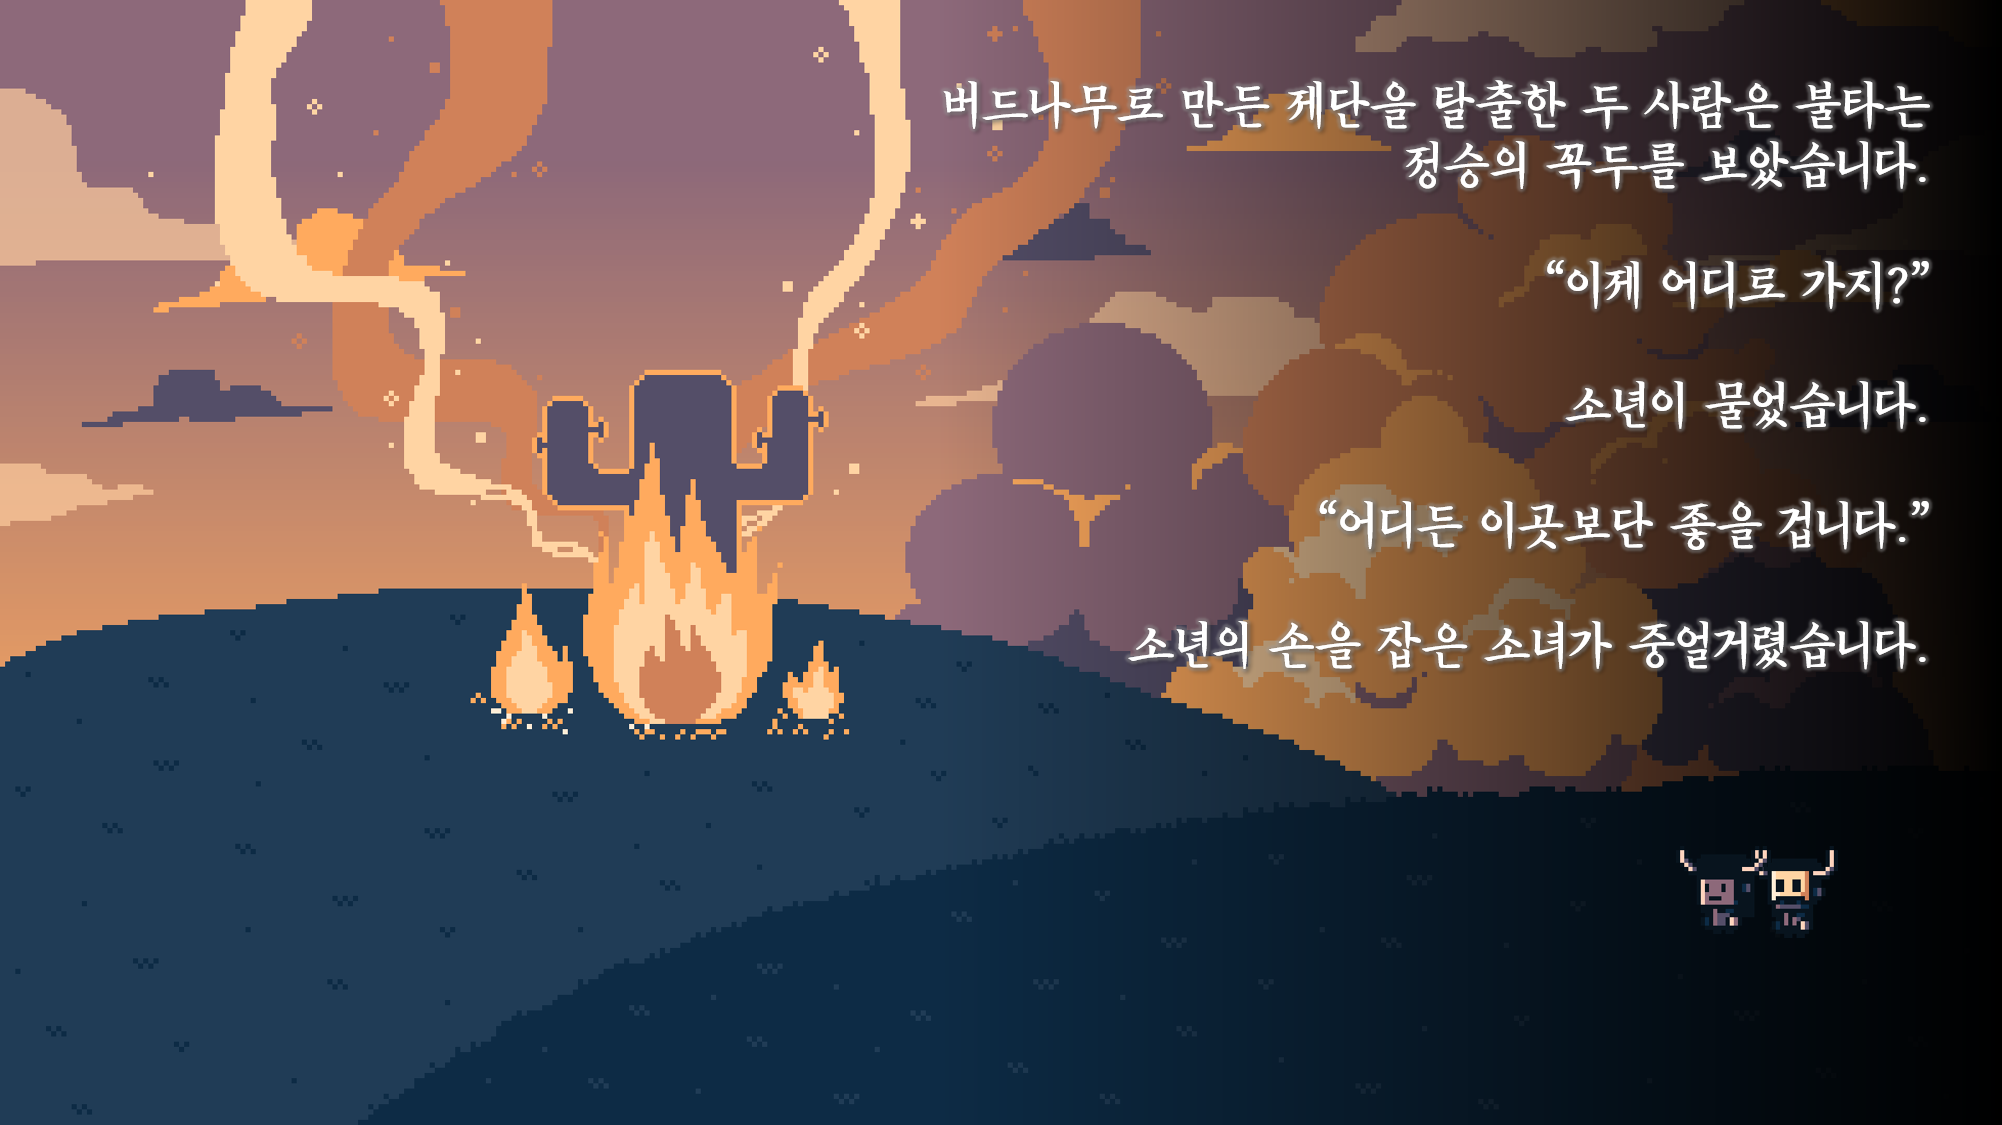 버드나무로 만든 제단을 탈출한 두 사람은 불타는
정승의 꼭두를 보았습니다.
“이제 어디로 가지?”
소년이 물었습니다.
“어디든 이곳보단 좋을 겁니다.”
소년의 손을 잡은 소녀가 중얼거렸습니다.